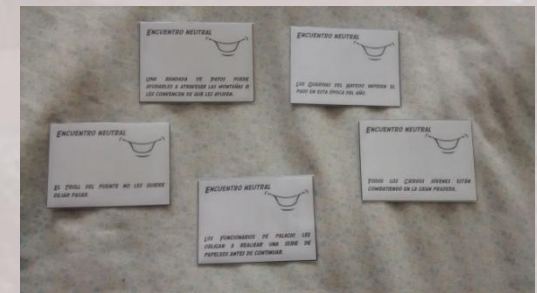 ENCUENTRO NEUTRAL
UNA BANDADA DE PATOS PUEDE
AYUDARLES A ATRAVESAR LAS MONTAÑAS SI
LES CONVENCEN DE QUE LES AYUDEN.
ENCUENTRO NEUTRAL
LOS GUARDIAS DEL IMPIDEN EL
PASO EN ESTA ÉPOCA DEL AÑO.
ENCUENTRO NEUTRAL
EL TROLL DEL PUENTE NO LES QUIERE
DEJAR PASAR.
ENCUENTRO NEUTRAL
TODOS LOS CIERVOS JÓVENES ESTÁN
COMBATIENDO EN LA GRAN PRADERA.
ENCUENTRO NEUTRAL
LOS FUNCIONARIOS DE PALACIO LES
OBLIGAN A REALIZAR UNA SERIE DE
PAPELEOS ANTES DE CONTINUAR.